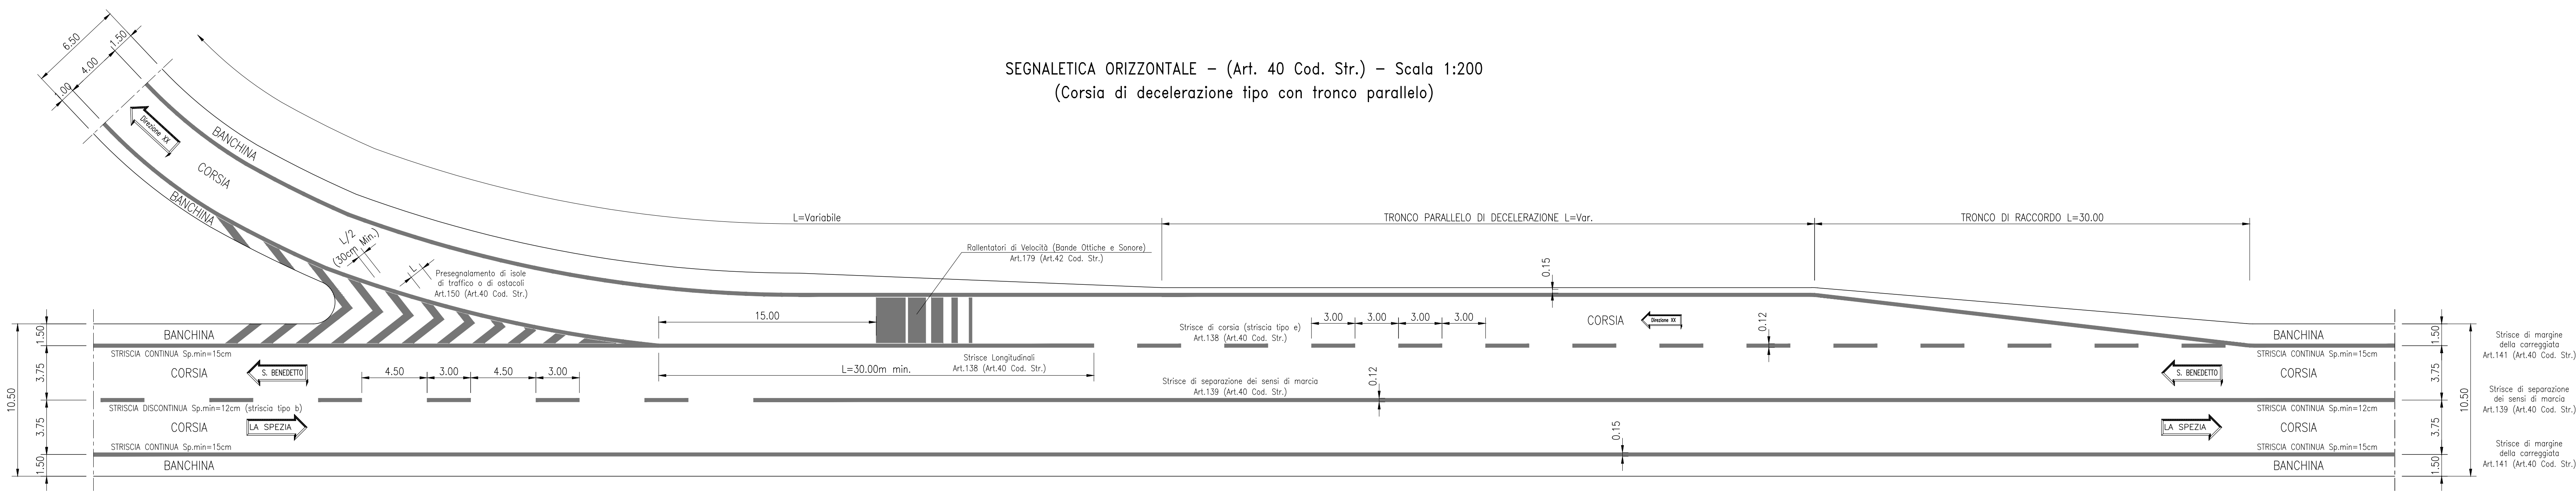 SEGNALETICA ORIZZONTALE – (Art. 40 Cod. Str.) – Scala 1:200
(Corsia di decelerazione tipo con tronco parallelo)
6.50
1.50
4.00
1.00
Direzione XX
BANCHINA
CORSIA
BANCHINA
L=Variabile
TRONCO PARALLELO DI DECELERAZIONE L=Var.
TRONCO DI RACCORDO L=30.00
L/2
(30cm Min.)
L
Presegnalamento di isole
di traffico o di ostacoli
Art.150 (Art.40 Cod. Str.)
Rallentatori di Velocità (Bande Ottiche e Sonore)
Art.179 (Art.42 Cod. Str.)
0.15
15.00
Strisce di corsia (striscia tipo e)
Art.138 (Art.40 Cod. Str.)
3.00
3.00
3.00
3.00
CORSIA
Direzione XX
0.12
10.50
1.50
3.75
3.75
1.50
BANCHINA
STRISCIA CONTINUA Sp.min=15cm
CORSIA
S. BENEDETTO
4.50
3.00
4.50
3.00
L=30.00m min.
Strisce Longitudinali
Art.138 (Art.40 Cod. Str.)
Strisce di separazione dei sensi di marcia
Art.139 (Art.40 Cod. Str.)
0.12
STRISCIA DISCONTINUA Sp.min=12cm (striscia tipo b)
CORSIA
LA SPEZIA
STRISCIA CONTINUA Sp.min=15cm
BANCHINA
0.15
BANCHINA
STRISCIA CONTINUA Sp.min=15cm
S. BENEDETTO
CORSIA
STRISCIA CONTINUA Sp.min=12cm
LA SPEZIA
CORSIA
STRISCIA CONTINUA Sp.min=15cm
BANCHINA
1.50
3.75
3.75
1.50
10.50
Strisce di margine
della carreggiata
Art.141 (Art.40 Cod. Str.)
Strisce di separazione
dei sensi di marcia
Art.139 (Art.40 Cod. Str.)
Strisce di margine
della carreggiata
Art.141 (Art.40 Cod. Str.)